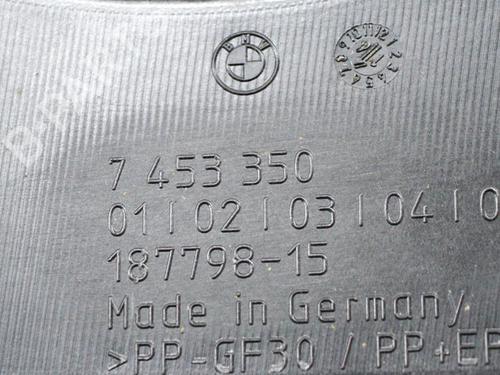 BMW
7 453 350
01 | 02 | 03 | 04 | 0
187798-15
Made in Germany
>PP-GF30 / PP+EP